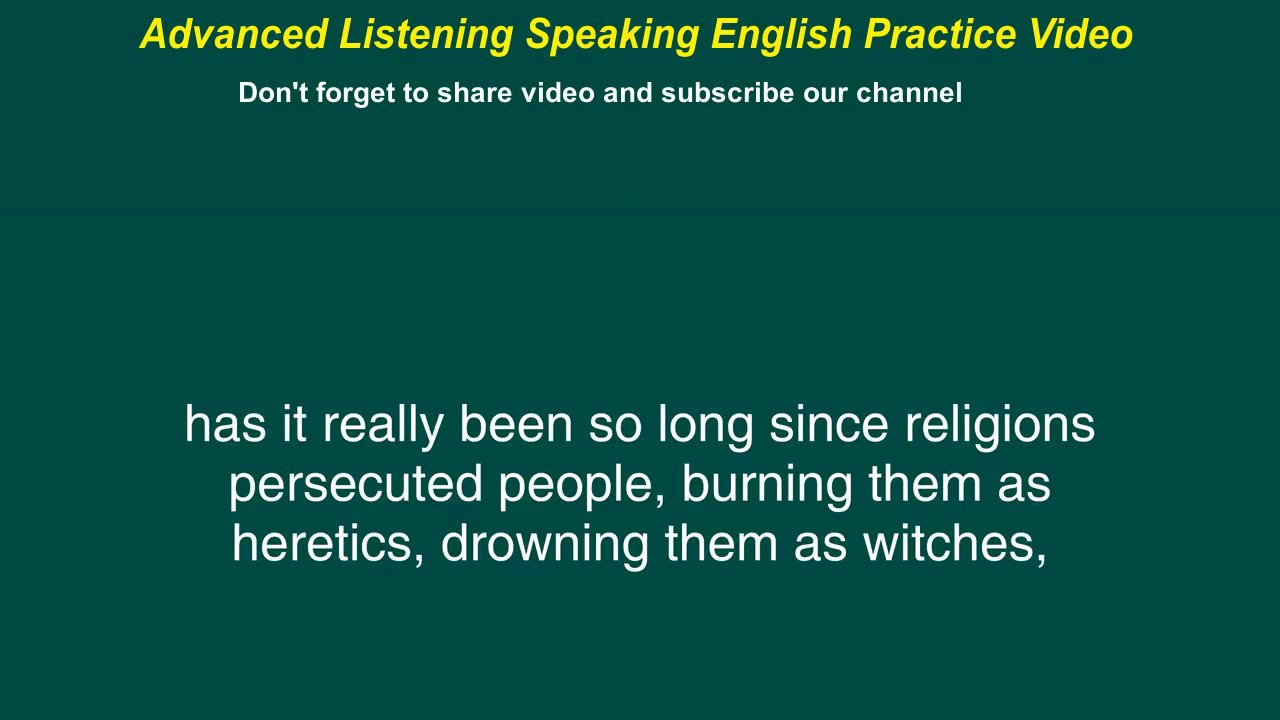 Advanced Listening Speaking English Practice Video
Don't forget to share video and subscribe our channel
has it really been so long since religions
persecuted people, burning them as
heretics, drowning them as witches,